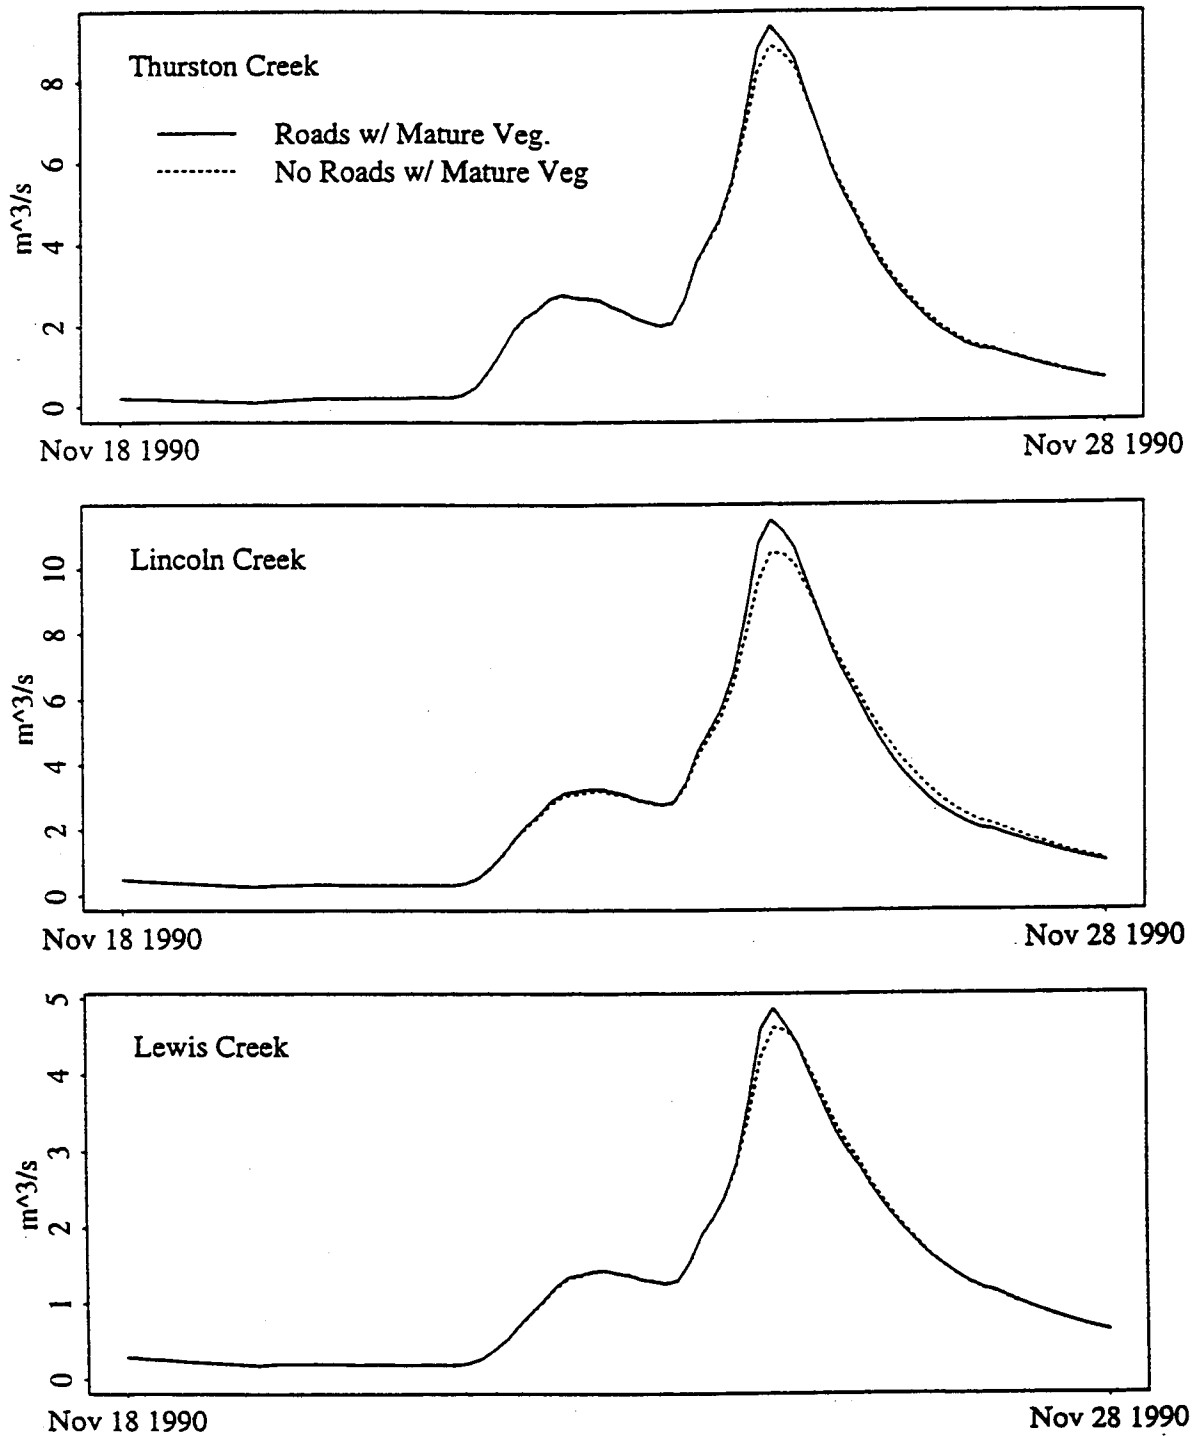 Thurston Creek
Roads w/ Mature Veg.
No Roads w/ Mature Veg
m^3/s
8
6
4
2
0
Nov 18 1990
Nov 28 1990
Lincoln Creek
m^3/s
10
8
6
4
2
0
Nov 18 1990
Nov 28 1990
Lewis Creek
m^3/s
5
4
3
2
1
0
Nov 18 1990
Nov 28 1990